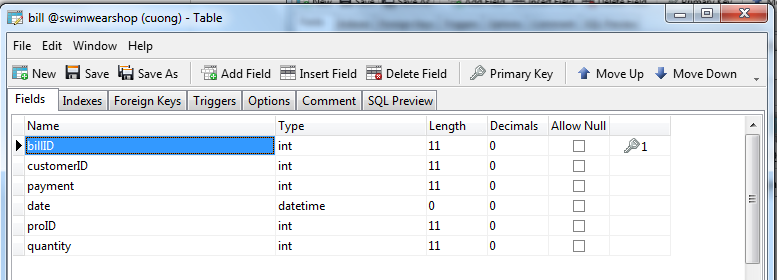 bill @swimwearshop (cuong) - Table
File Edit Window Help
New Save Save As Add Field Insert Field Delete Field Primary Key Move Up Move Down
Fields Indexes Foreign Keys Triggers Options Comment SQL Preview
Name Type Length Decimals Allow Null
billID int 11 0 1
customerID int 11 0
payment int 11 0
date datetime 0 0
proID int 11 0
quantity int 11 0